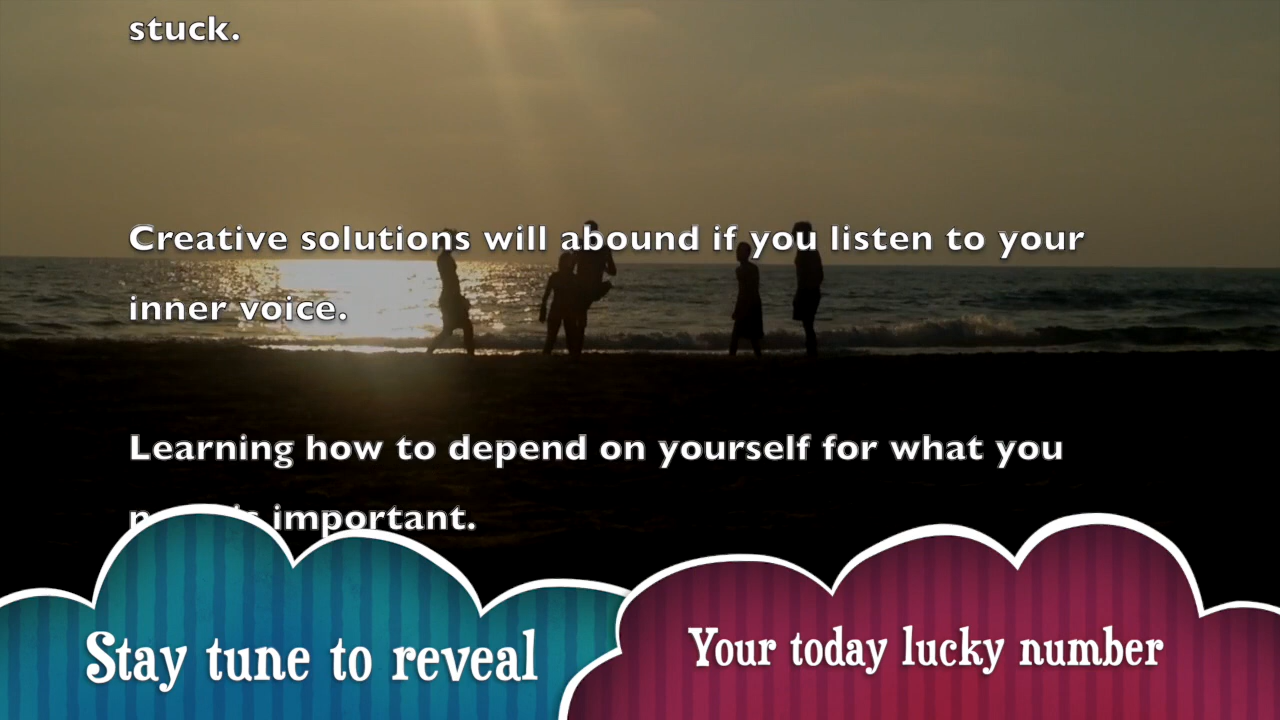 stuck.
Creative solutions will abound if you listen to your
inner voice.
Learning how to depend on yourself for what you
important.
Stay tune to reveal
Your today lucky number